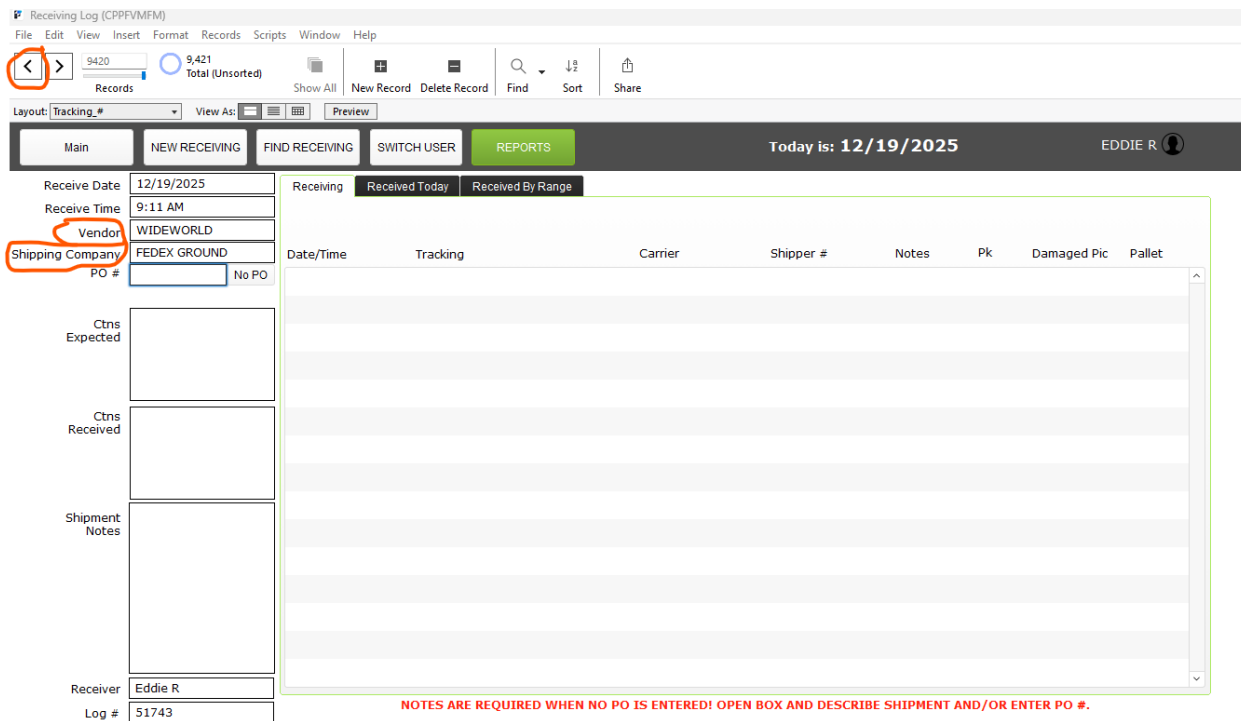 Receiving Log (CPPFVMFM)
File Edit View Insert Format Records Scripts Window Help
9420
9,421
Total (Unsorted)
Records
Show All New Record Delete Record Find Sort Share
Layout: Tracking_# View As: Preview
Main NEW RECEIVING FIND RECEIVING SWITCH USER REPORTS Today is: 12/19/2025 EDDIE R
Receive Date 12/19/2025
Receive Time 9:11 AM
Vendor WIDEWORLD
Shipping Company FEDEX GROUND
PO # No PO
Ctns
Expected
Ctns
Received
Shipment
Notes
Receiver Eddie R
Log # 51743
Receiving Received Today Received By Range
Date/Time Tracking Carrier Shipper # Notes Pk Damaged Pic Pallet
NOTES ARE REQUIRED WHEN NO PO IS ENTERED! OPEN BOX AND DESCRIBE SHIPMENT AND/OR ENTER PO #.